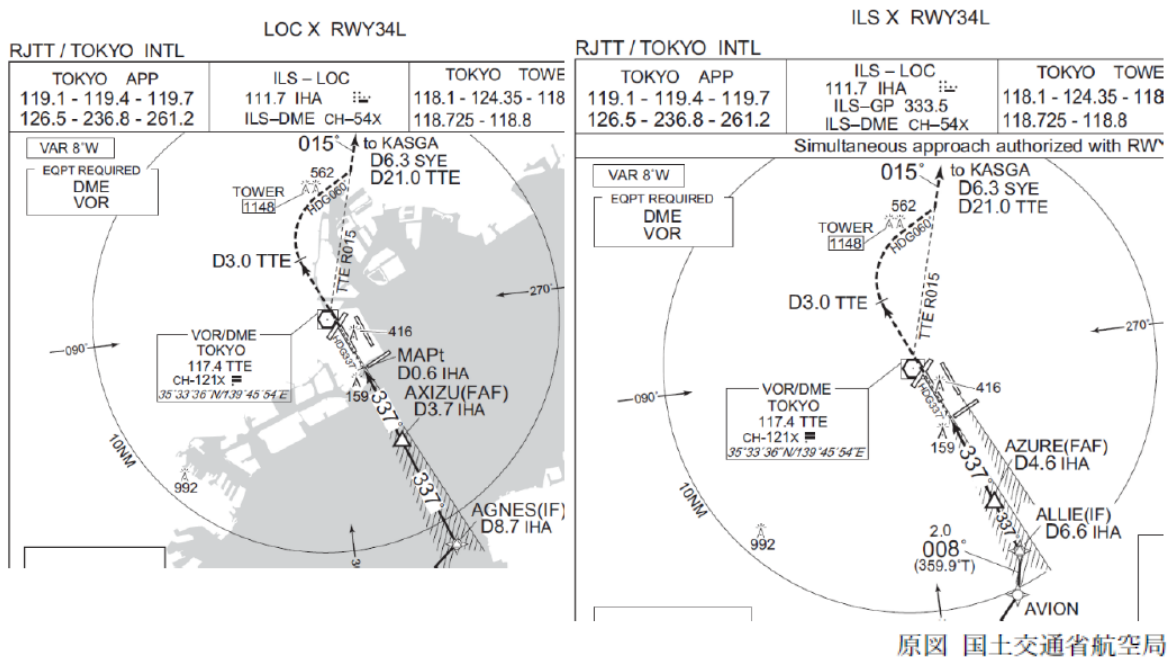 LOC X RWY34L
RJTT / TOKYO INTL
TOKYO APP
119.1 - 119.4 - 119.7
126.5 - 236.8 - 261.2
ILS – LOC
111.7 IHA
ILS-DME CH-54X
TOKYO TOWE
118.1 - 124.35 - 118
118.725 - 118.8
VAR 8°W
EQPT REQUIRED
DME
VOR
015°
to KASGA
D6.3 SYE
D21.0 TTE
562
TOWER
1148
HDG060
D3.0 TTE
TTE R015
270°
090°
VOR/DME
TOKYO
117.4 TTE
CH-121X
35°33'36"N/139°45'54"E
HDG337
416
MAPt
D0.6 IHA
159
AXIZU(FAF)
D3.7 IHA
337°
337°
10NM
992
AGNES(IF)
D8.7 IHA
ILS X RWY34L
RJTT / TOKYO INTL
TOKYO APP
119.1 - 119.4 - 119.7
126.5 - 236.8 - 261.2
ILS – LOC
111.7 IHA
ILS–GP 333.5
ILS–DME CH–54X
TOKYO TOWE
118.1 - 124.35 - 118
118.725 - 118.8
Simultaneous approach authorized with RWY
VAR 8°W
EQPT REQUIRED
DME
VOR
015°
to KASGA
D6.3 SYE
D21.0 TTE
562
TOWER
1148
HDG060
D3.0 TTE
TTE R015
270°
090°
VOR/DME
TOKYO
117.4 TTE
CH-121X
35°33'36"N/139°45'54"E
HDG337
416
159
337°
AZURE(FAF)
D4.6 IHA
337°
10NM
992
ALLIE(IF)
D6.6 IHA
2.0
008°
(359.9°T)
AVION
原図 国土交通省航空局